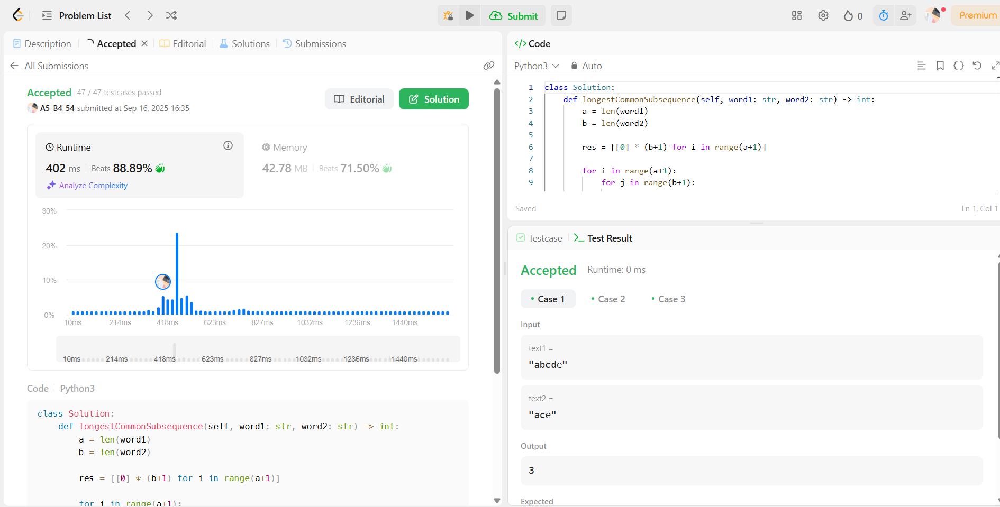 Problem List
Submit
0
Premium
Description
Accepted
Editorial
Solutions
Submissions
All Submissions
Accepted 47 / 47 testcases passed
A5_B4_54 submitted at Sep 16, 2025 16:35
Editorial
Solution
Runtime
402 ms Beats 88.89%
Analyze Complexity
Memory
42.78 MB Beats 71.50%
30%
20%
10%
0%
10ms 214ms 418ms 623ms 827ms 1032ms 1236ms 1440ms
10ms 214ms 418ms 623ms 827ms 1032ms 1236ms 1440ms
Code Python3
class Solution:
    def longestCommonSubsequence(self, word1: str, word2: str) -> int:
        a = len(word1)
        b = len(word2)
        res = [[0] * (b+1) for i in range(a+1)]
        for i in range(a+1):
</> Code
Python3 Auto
1 class Solution:
2     def longestCommonSubsequence(self, word1: str, word2: str) -> int:
3         a = len(word1)
4         b = len(word2)
5
6         res = [[0] * (b+1) for i in range(a+1)]
7
8         for i in range(a+1):
9             for j in range(b+1):
Saved
Ln 1, Col 1
Testcase
>_ Test Result
Accepted Runtime: 0 ms
• Case 1 • Case 2 • Case 3
Input
text1 =
"abcde"
text2 =
"ace"
Output
3
Expected